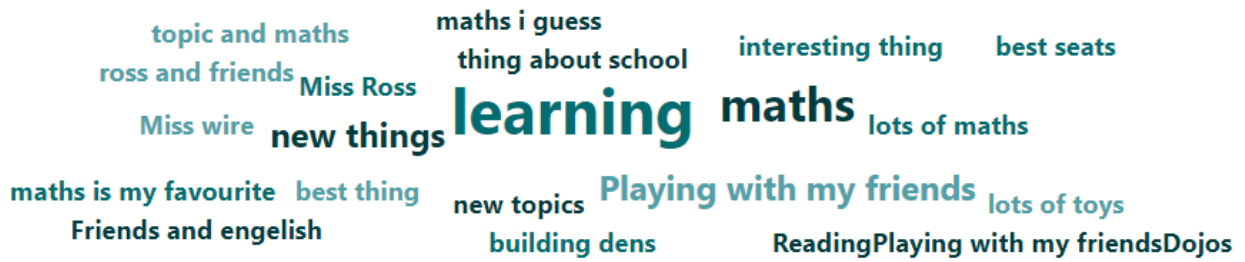 maths i guess
topic and maths
interesting thing
best seats
thing about school
ross and friends
Miss Ross
learning
maths
Miss wire
new things
lots of maths
maths is my favourite
best thing
Playing with my friends
new topics
lots of toys
Friends and engelish
building dens
ReadingPlaying with my friendsDojos